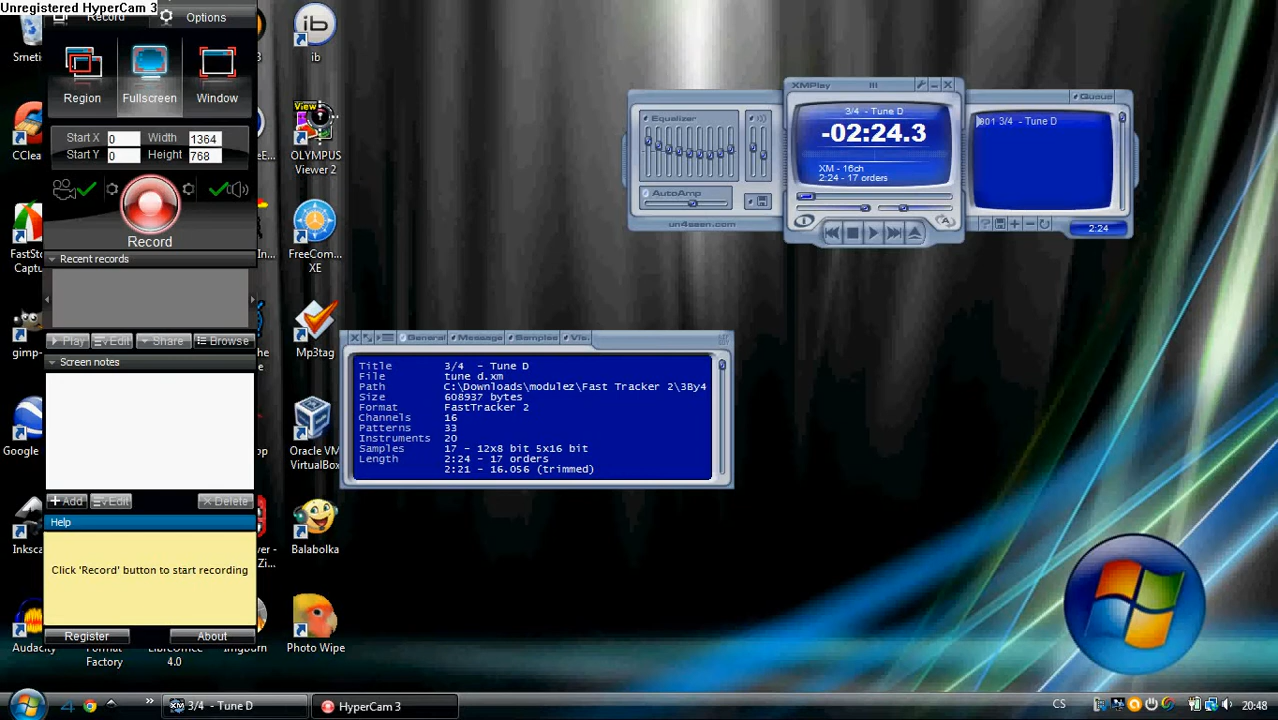 Unregistered HyperCam 3
Record
Options
Region
Fullscreen
Window
Start X 0 Width 1364
Start Y 0 Height 768
Record
Recent records
Play
Edit
Share
Browse
Screen notes
Add
Edit
Delete
Help
Click 'Record' button to start recording
Register
About
CClea
Google
gimp-
Audacity
Format
Factory
4.0
ImgBurn
ib
View
OLYMPUS
Viewer 2
FreeCom...
XE
Mp3tag
Oracle VM
VirtualBox
Balabolka
Photo Wipe
Equalizer
AutoAmp
un4seen.com
XMPlay
3/4 - Tune D
-02:24.3
XM - 16ch
2:24 - 17 orders
Queue
001 3/4 - Tune D
2:24
General
Message
Samples
Vis.
Title 3/4 - Tune D
File tune d.xm
Path C:\Downloads\modulez\Fast Tracker 2\3By4
Size 608937 bytes
Format FastTracker 2
Channels 16
Patterns 33
Instruments 20
Samples 17 - 12x8 bit 5x16 bit
Length 2:24 - 17 orders
2:21 - 16.056 (trimmed)
XM 3/4 - Tune D
HyperCam 3
CS
20:48